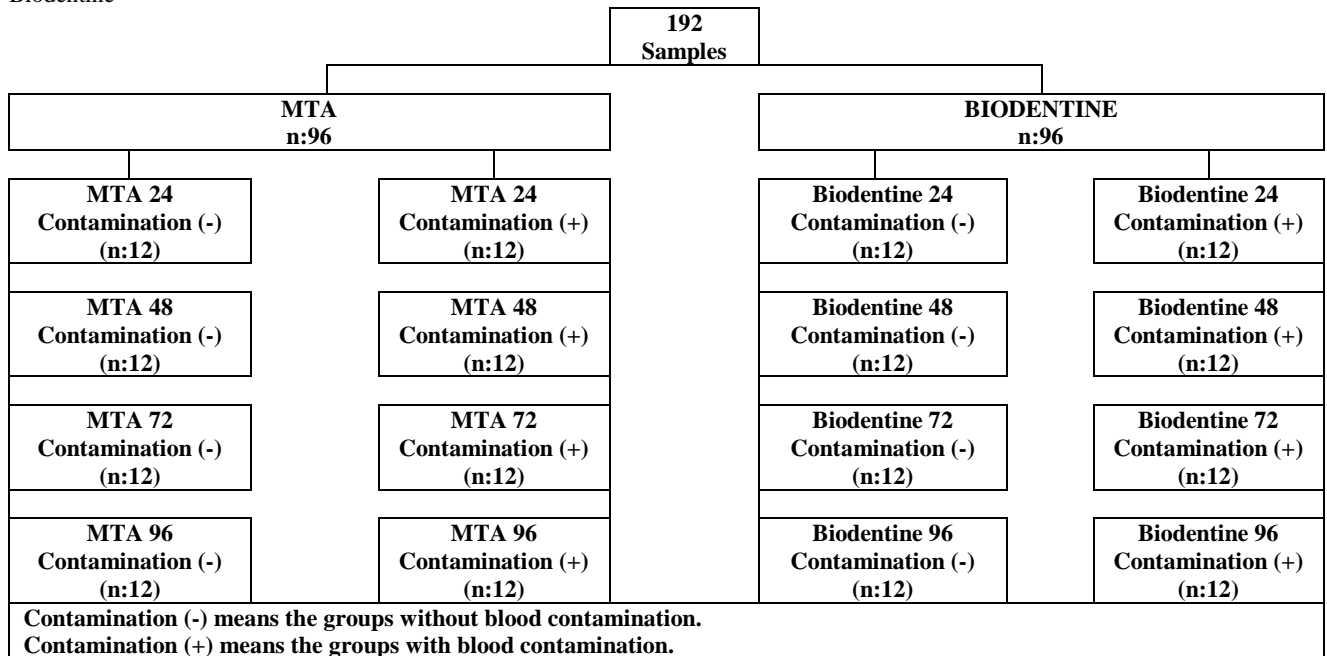 Biodentine
192
Samples
MTA
n:96
BIODENTINE
n:96
MTA 24
Contamination (-)
(n:12)
MTA 24
Contamination (+)
(n:12)
Biodentine 24
Contamination (-)
(n:12)
Biodentine 24
Contamination (+)
(n:12)
MTA 48
Contamination (-)
(n:12)
MTA 48
Contamination (+)
(n:12)
Biodentine 48
Contamination (-)
(n:12)
Biodentine 48
Contamination (+)
(n:12)
MTA 72
Contamination (-)
(n:12)
MTA 72
Contamination (+)
(n:12)
Biodentine 72
Contamination (-)
(n:12)
Biodentine 72
Contamination (+)
(n:12)
MTA 96
Contamination (-)
(n:12)
MTA 96
Contamination (+)
(n:12)
Biodentine 96
Contamination (-)
(n:12)
Biodentine 96
Contamination (+)
(n:12)
Contamination (-) means the groups without blood contamination.
Contamination (+) means the groups with blood contamination.